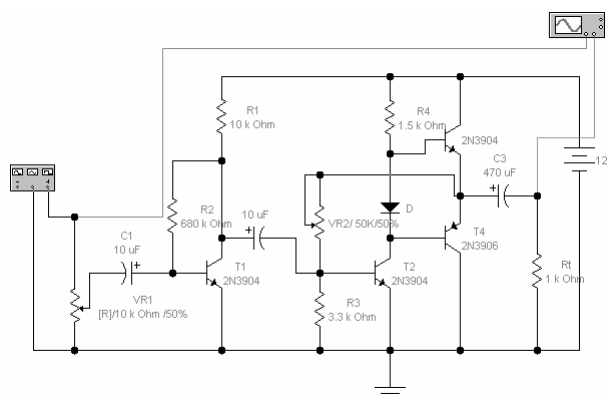 R1
10 k Ohm
R4
1.5 k Ohm
2N3904
C3
470 uF
12
R2
680 k Ohm
10 uF
+
C1
10 uF
+
+
VR2/ 50K/50%
D
T4
2N3906
T1
2N3904
T2
2N3904
VR1
[R]/10 k Ohm /50%
R3
3.3 k Ohm
Rt
1 k Ohm